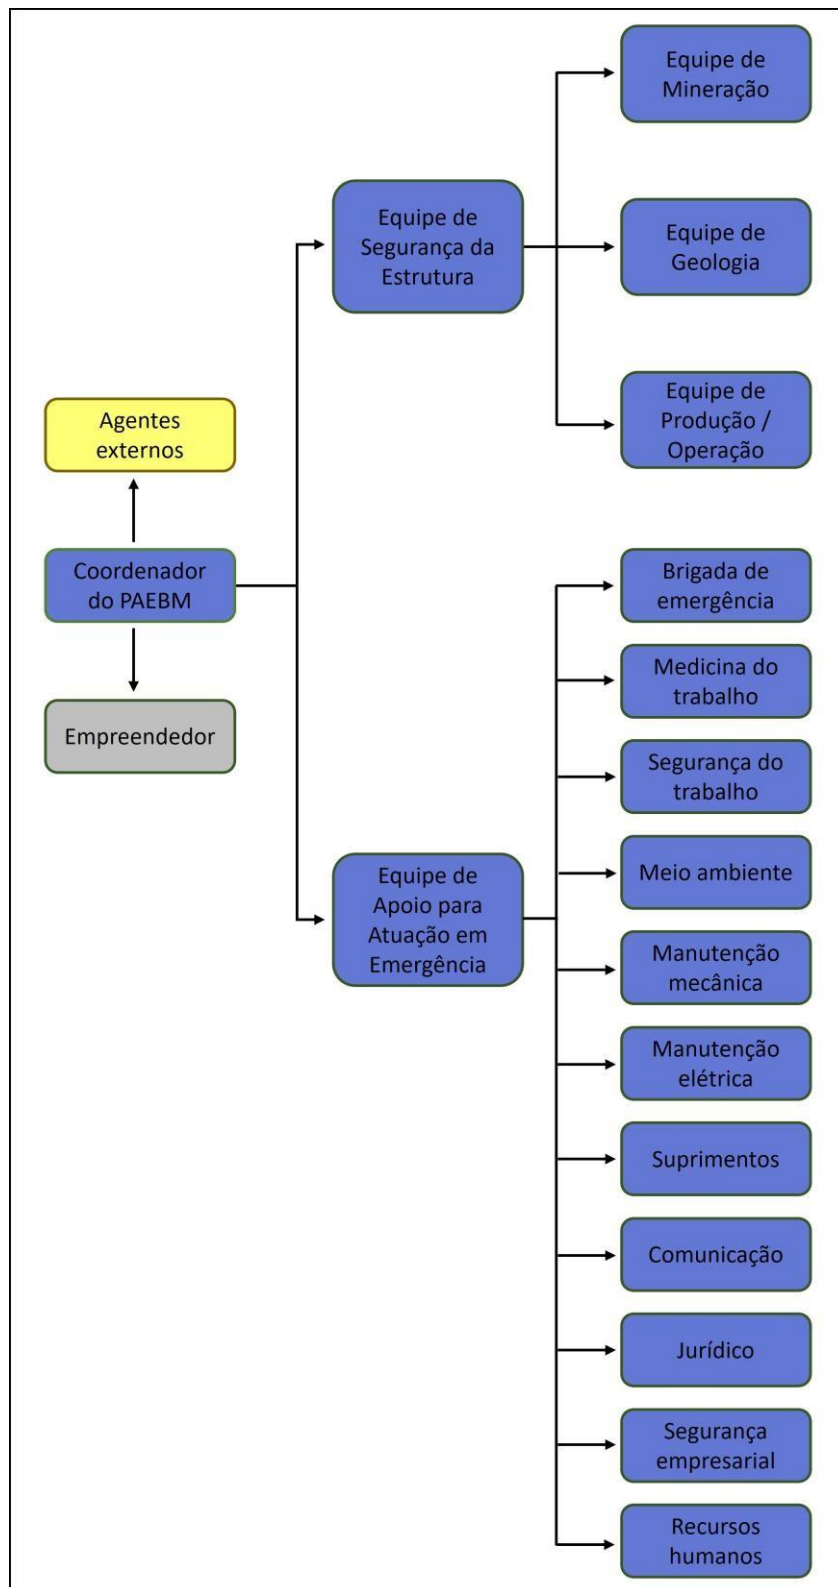 Equipe de
Mineração
Equipe de
Segurança da
Estrutura
Equipe de
Geologia
Equipe de
Produção /
Operação
Agentes
externos
Coordenador
do PAEBM
Empreendedor
Equipe de
Apoio para
Atuação em
Emergência
Brigada de
emergência
Medicina do
trabalho
Segurança do
trabalho
Meio ambiente
Manutenção
mecânica
Manutenção
elétrica
Suprimentos
Comunicação
Jurídico
Segurança
empresarial
Recursos
humanos